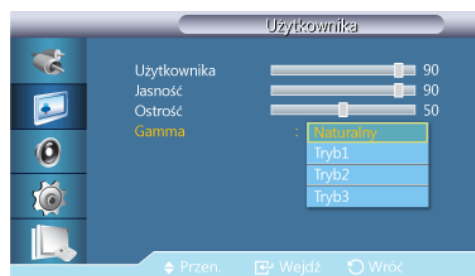 Użytkownika
Użytkownika 90
Jasność 90
Ostrość 50
Gamma : Naturalny
Tryb1
Tryb2
Tryb3
Przen. Wejdź Wróć